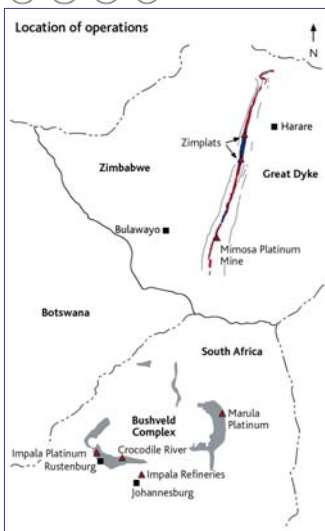 Location of operations
N
Harare
Zimplats
Zimbabwe
Great Dyke
Bulawayo
Mimosa Platinum
Mine
Botswana
South Africa
Bushveld
Complex
Marula
Platinum
Impala Platinum
Rustenburg
Crocodile River
Impala Refineries
Johannesburg